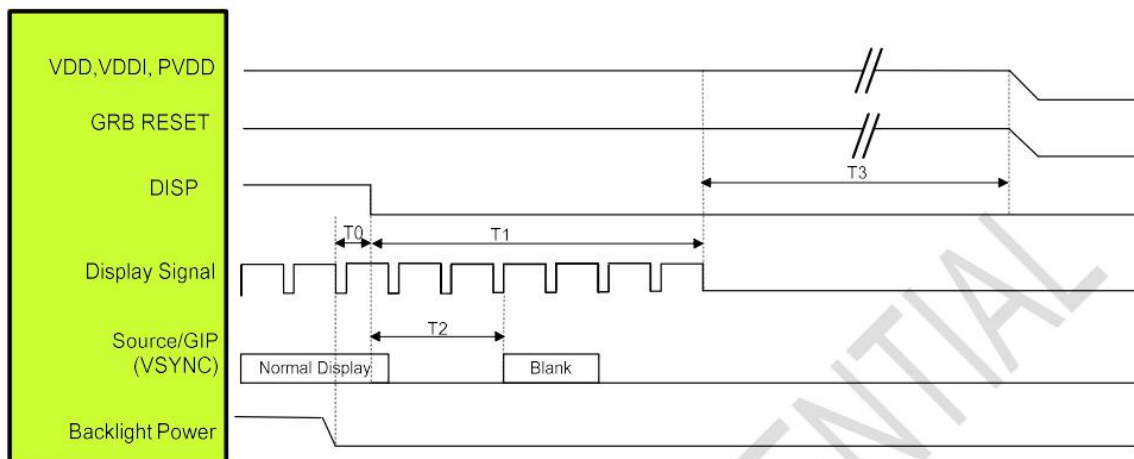 VDD,VDDI, PVDD
GRB RESET
DISP
T3
T0
T1
Display Signal
T2
Source/GIP
(VSYNC)
Normal Display
Blank
Backlight Power
ENTIAL